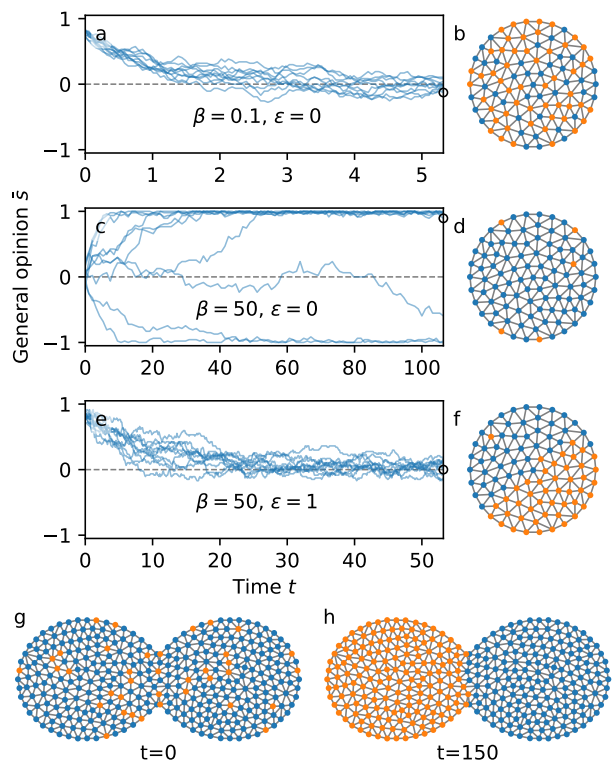 General opinion s̄
1
0
−1
a
β = 0.1, ε = 0
0 1 2 3 4 5
b
1
0
−1
c
β = 50, ε = 0
0 20 40 60 80 100
d
1
0
−1
e
β = 50, ε = 1
0 10 20 30 40 50
Time t
f
g
t=0
h
t=150